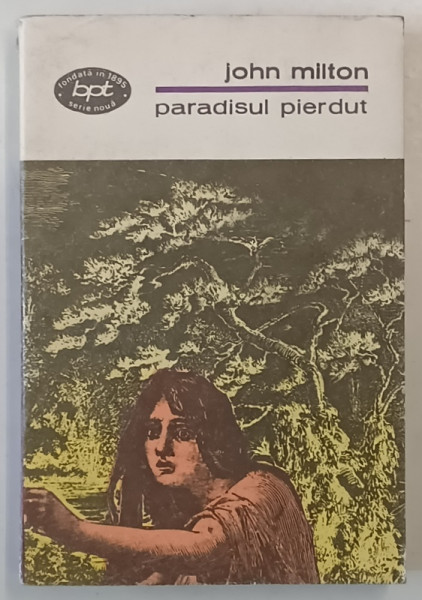 fondată în 1895
bpt
serie nouă
john milton
paradisul pierdut